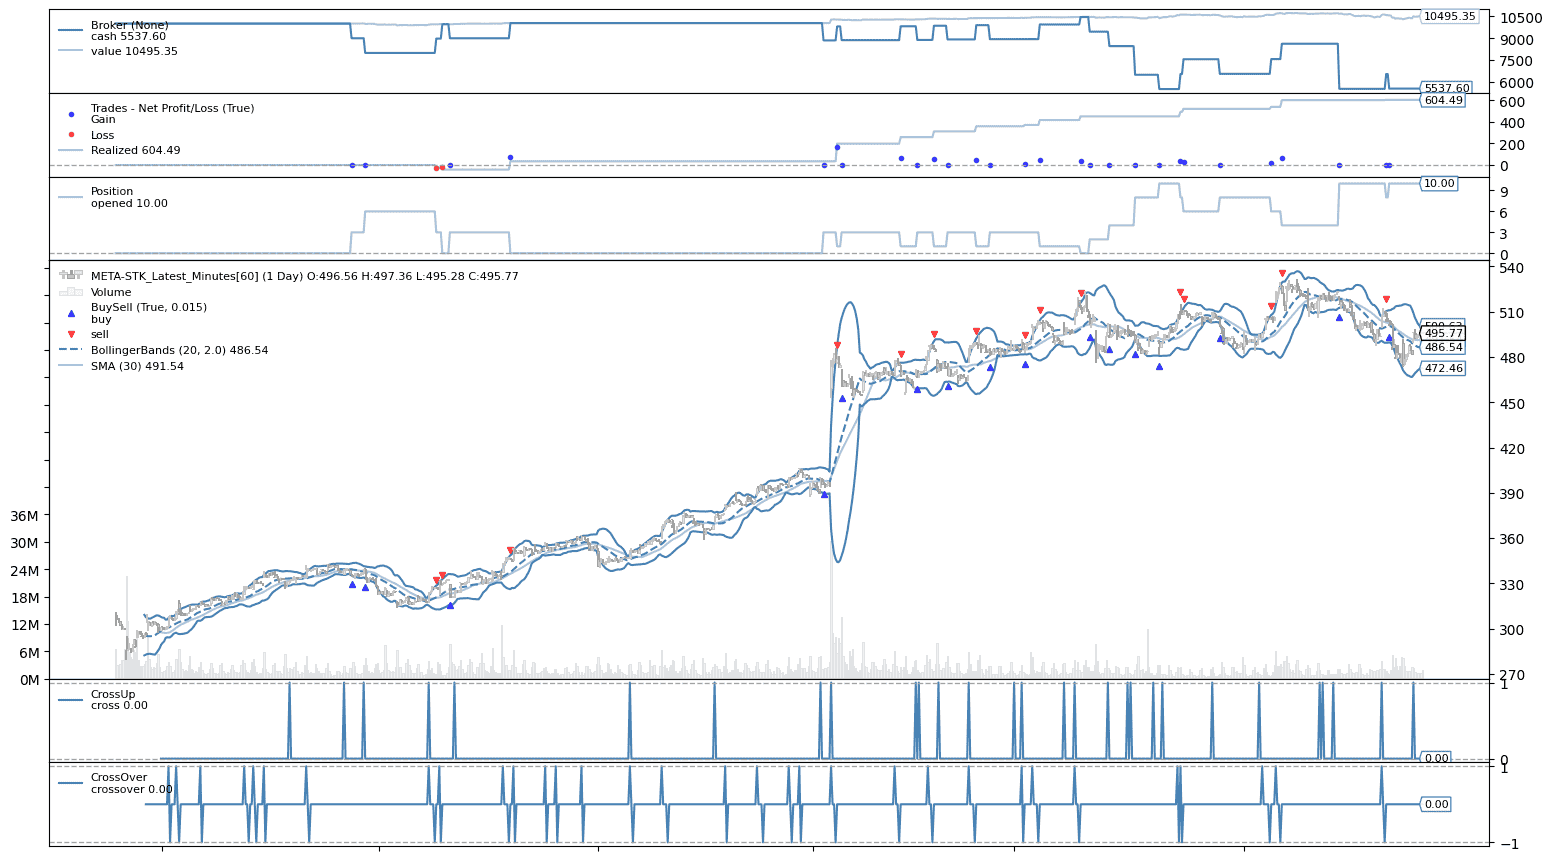 Broker (None)
cash 5537.60
value 10495.35
10495.35
5537.60
10500
9000
7500
6000
Trades - Net Profit/Loss (True)
Gain
Loss
Realized 604.49
604.49
600
400
200
0
Position
opened 10.00
10.00
9
6
3
0
META-STK_Latest_Minutes[60] (1 Day) O:496.56 H:497.36 L:495.28 C:495.77
Volume
BuySell (True, 0.015)
buy
sell
BollingerBands (20, 2.0) 486.54
SMA (30) 491.54
495.77
486.54
472.46
540
510
480
450
420
390
360
330
300
270
36M
30M
24M
18M
12M
6M
0M
CrossUp
cross 0.00
0.00
1
0
CrossOver
crossover 0.00
0.00
1
−1